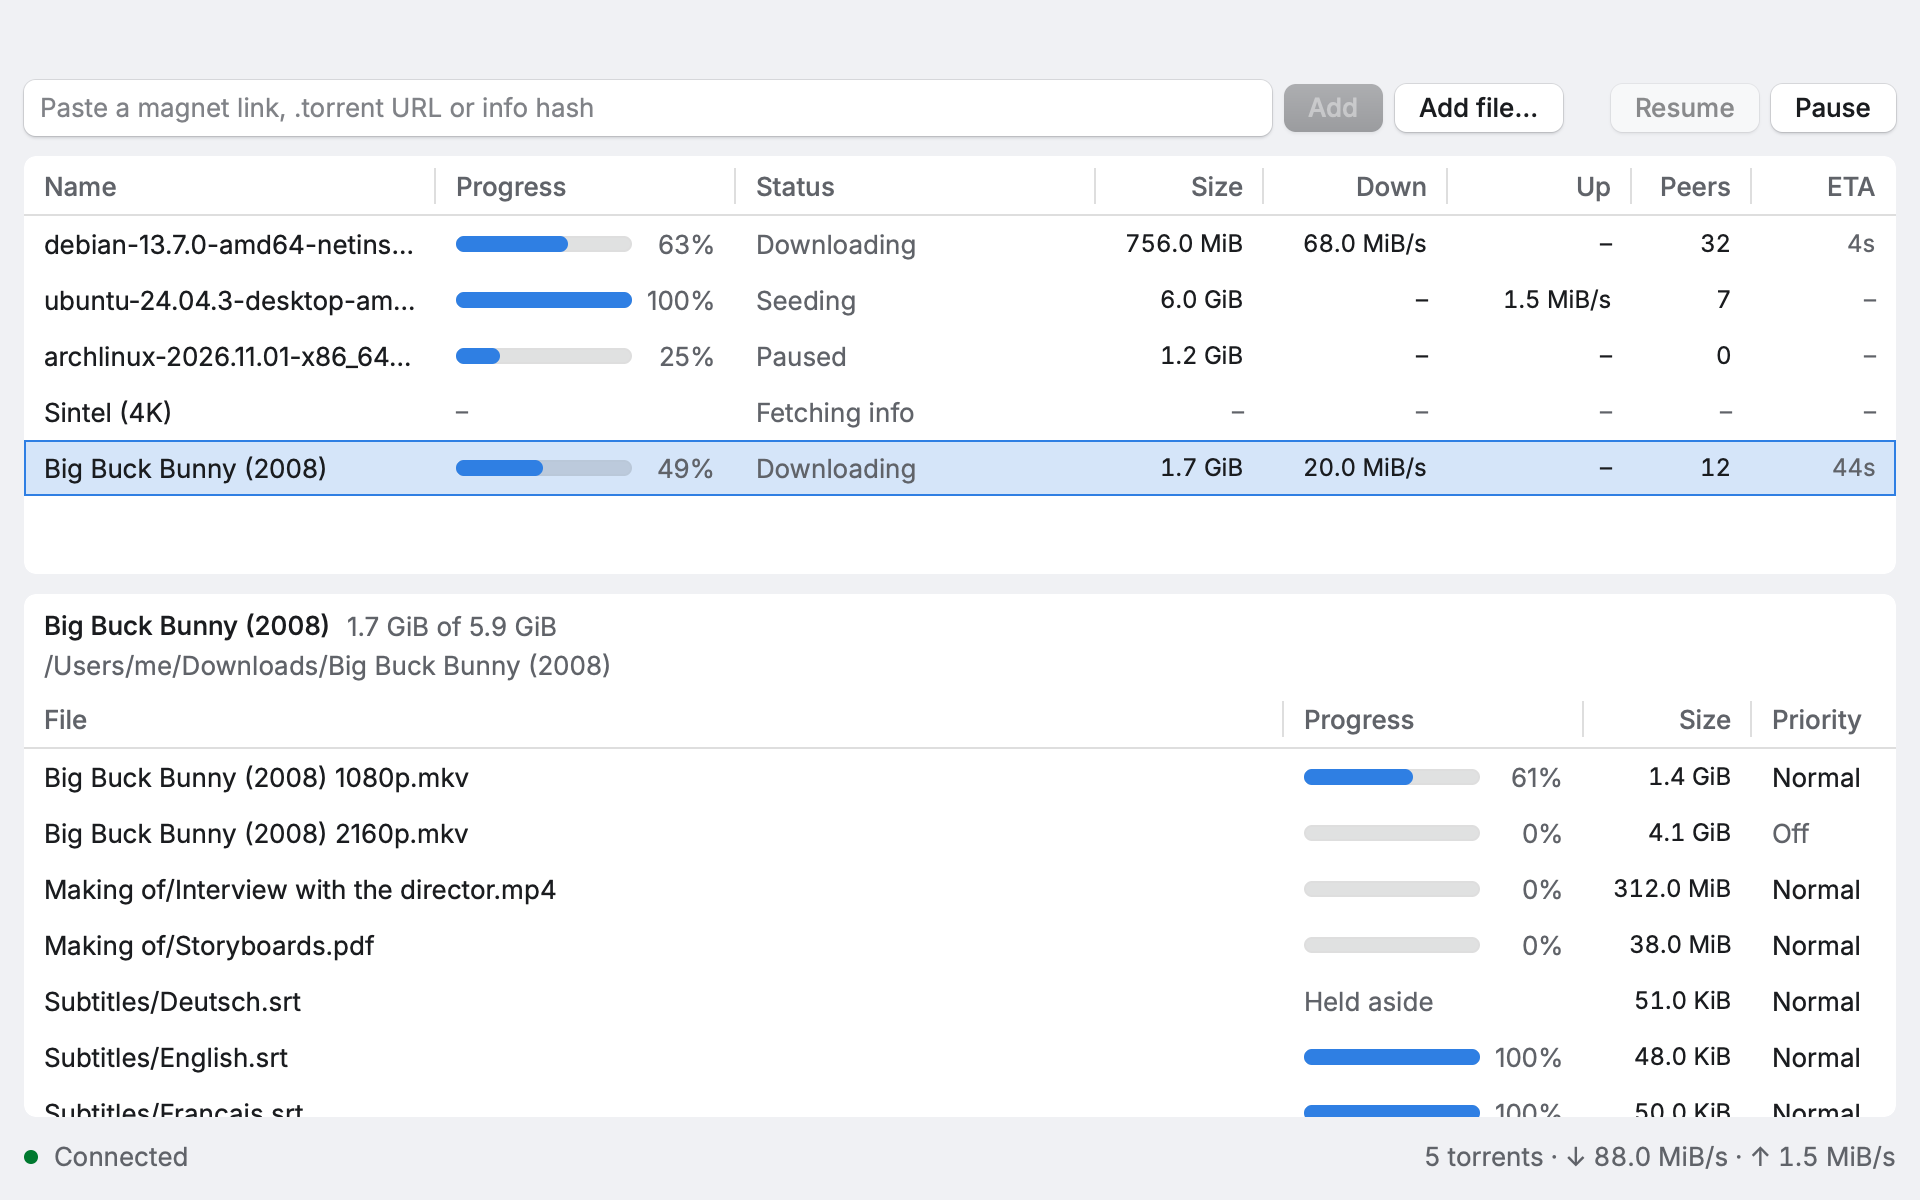 Paste a magnet link, .torrent URL or info hash Add Add file... Resume Pause
Name Progress Status Size Down Up Peers ETA
debian-13.7.0-amd64-netins... 63% Downloading 756.0 MiB 68.0 MiB/s – 32 4s
ubuntu-24.04.3-desktop-am... 100% Seeding 6.0 GiB – 1.5 MiB/s 7 –
archlinux-2026.11.01-x86_64... 25% Paused 1.2 GiB – – 0 –
Sintel (4K) – Fetching info – – – – –
Big Buck Bunny (2008) 49% Downloading 1.7 GiB 20.0 MiB/s – 12 44s
Big Buck Bunny (2008) 1.7 GiB of 5.9 GiB
/Users/me/Downloads/Big Buck Bunny (2008)
File Progress Size Priority
Big Buck Bunny (2008) 1080p.mkv 61% 1.4 GiB Normal
Big Buck Bunny (2008) 2160p.mkv 0% 4.1 GiB Off
Making of/Interview with the director.mp4 0% 312.0 MiB Normal
Making of/Storyboards.pdf 0% 38.0 MiB Normal
Subtitles/Deutsch.srt Held aside 51.0 KiB Normal
Subtitles/English.srt 100% 48.0 KiB Normal
Subtitles/Francais.srt 100% 50.0 KiB Normal
Connected 5 torrents · ↓ 88.0 MiB/s · ↑ 1.5 MiB/s